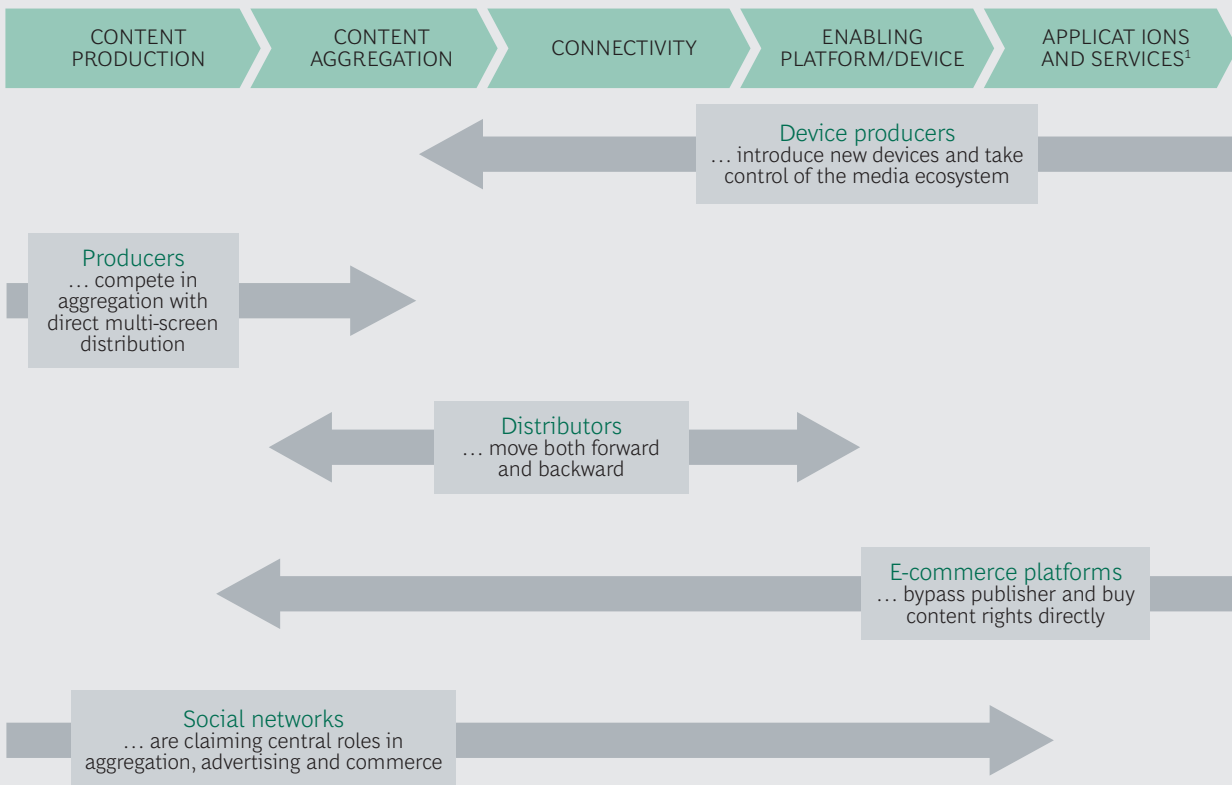 CONTENT
PRODUCTION
CONTENT
AGGREGATION
CONNECTIVITY
ENABLING
PLATFORM/DEVICE
APPLICAT IONS
AND SERVICES¹
Device producers
… introduce new devices and take
control of the media ecosystem
Producers
… compete in
aggregation with
direct multi-screen
distribution
Distributors
… move both forward
and backward
E-commerce platforms
… bypass publisher and buy
content rights directly
Social networks
… are claiming central roles in
aggregation, advertising and commerce